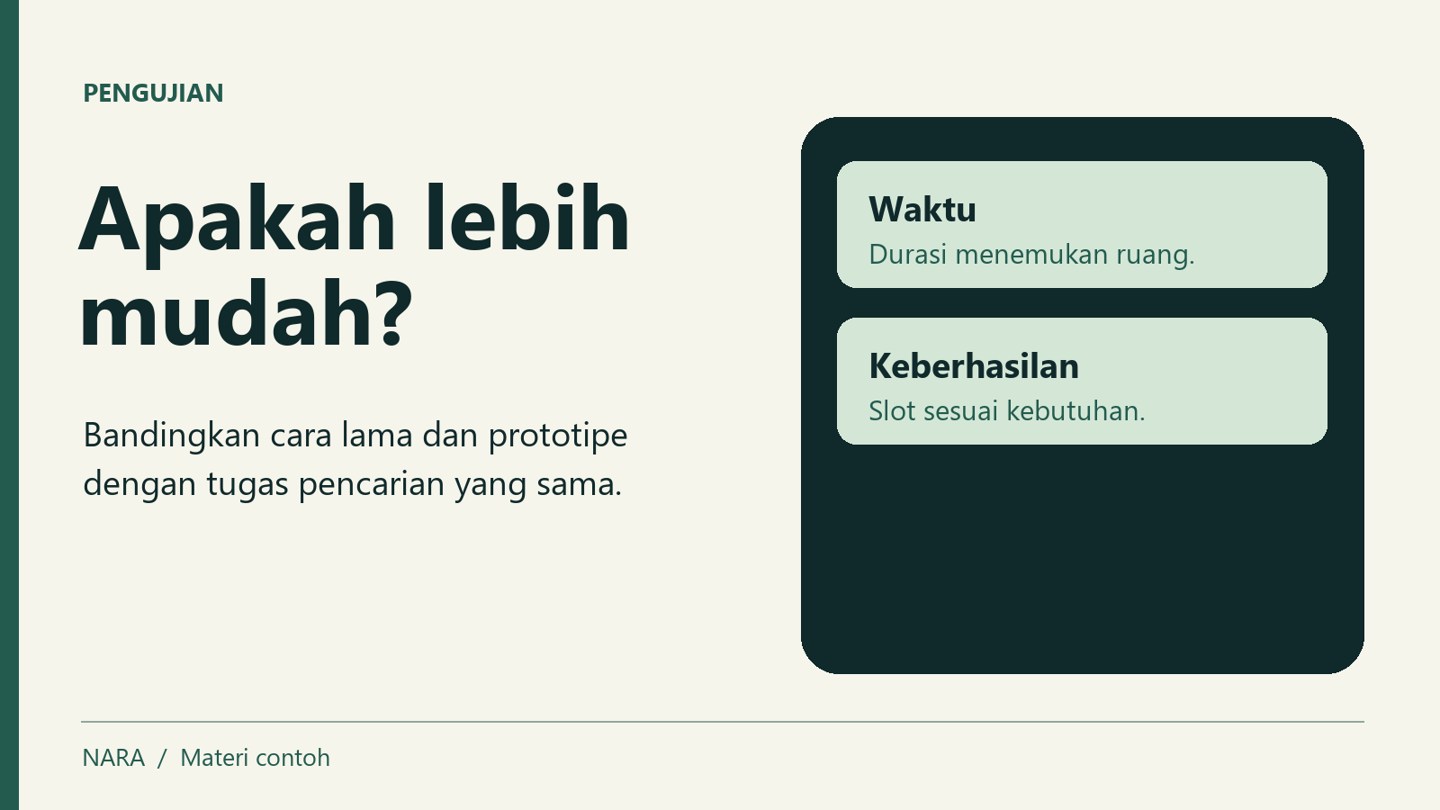 PENGUJIAN
Apakah lebih
mudah?
Bandingkan cara lama dan prototipe
dengan tugas pencarian yang sama.
Waktu
Durasi menemukan ruang.
Keberhasilan
Slot sesuai kebutuhan.
NARA / Materi contoh